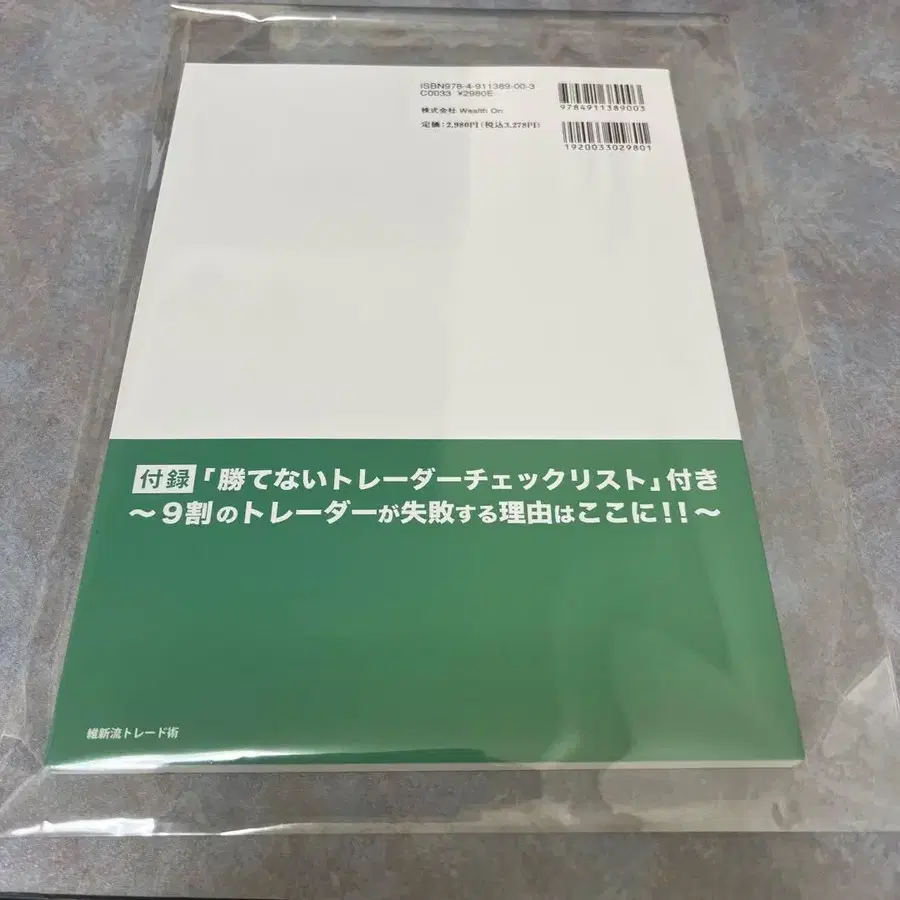 ISBN978-4-911389-00-3
C0033 ¥2980E
株式会社 Wealth On
定価：2,980円（税込3,278円）
9784911389003
1920033029801
付録「勝てないトレーダーチェックリスト」付き
～9割のトレーダーが失敗する理由はここに！！～
維新流トレード術